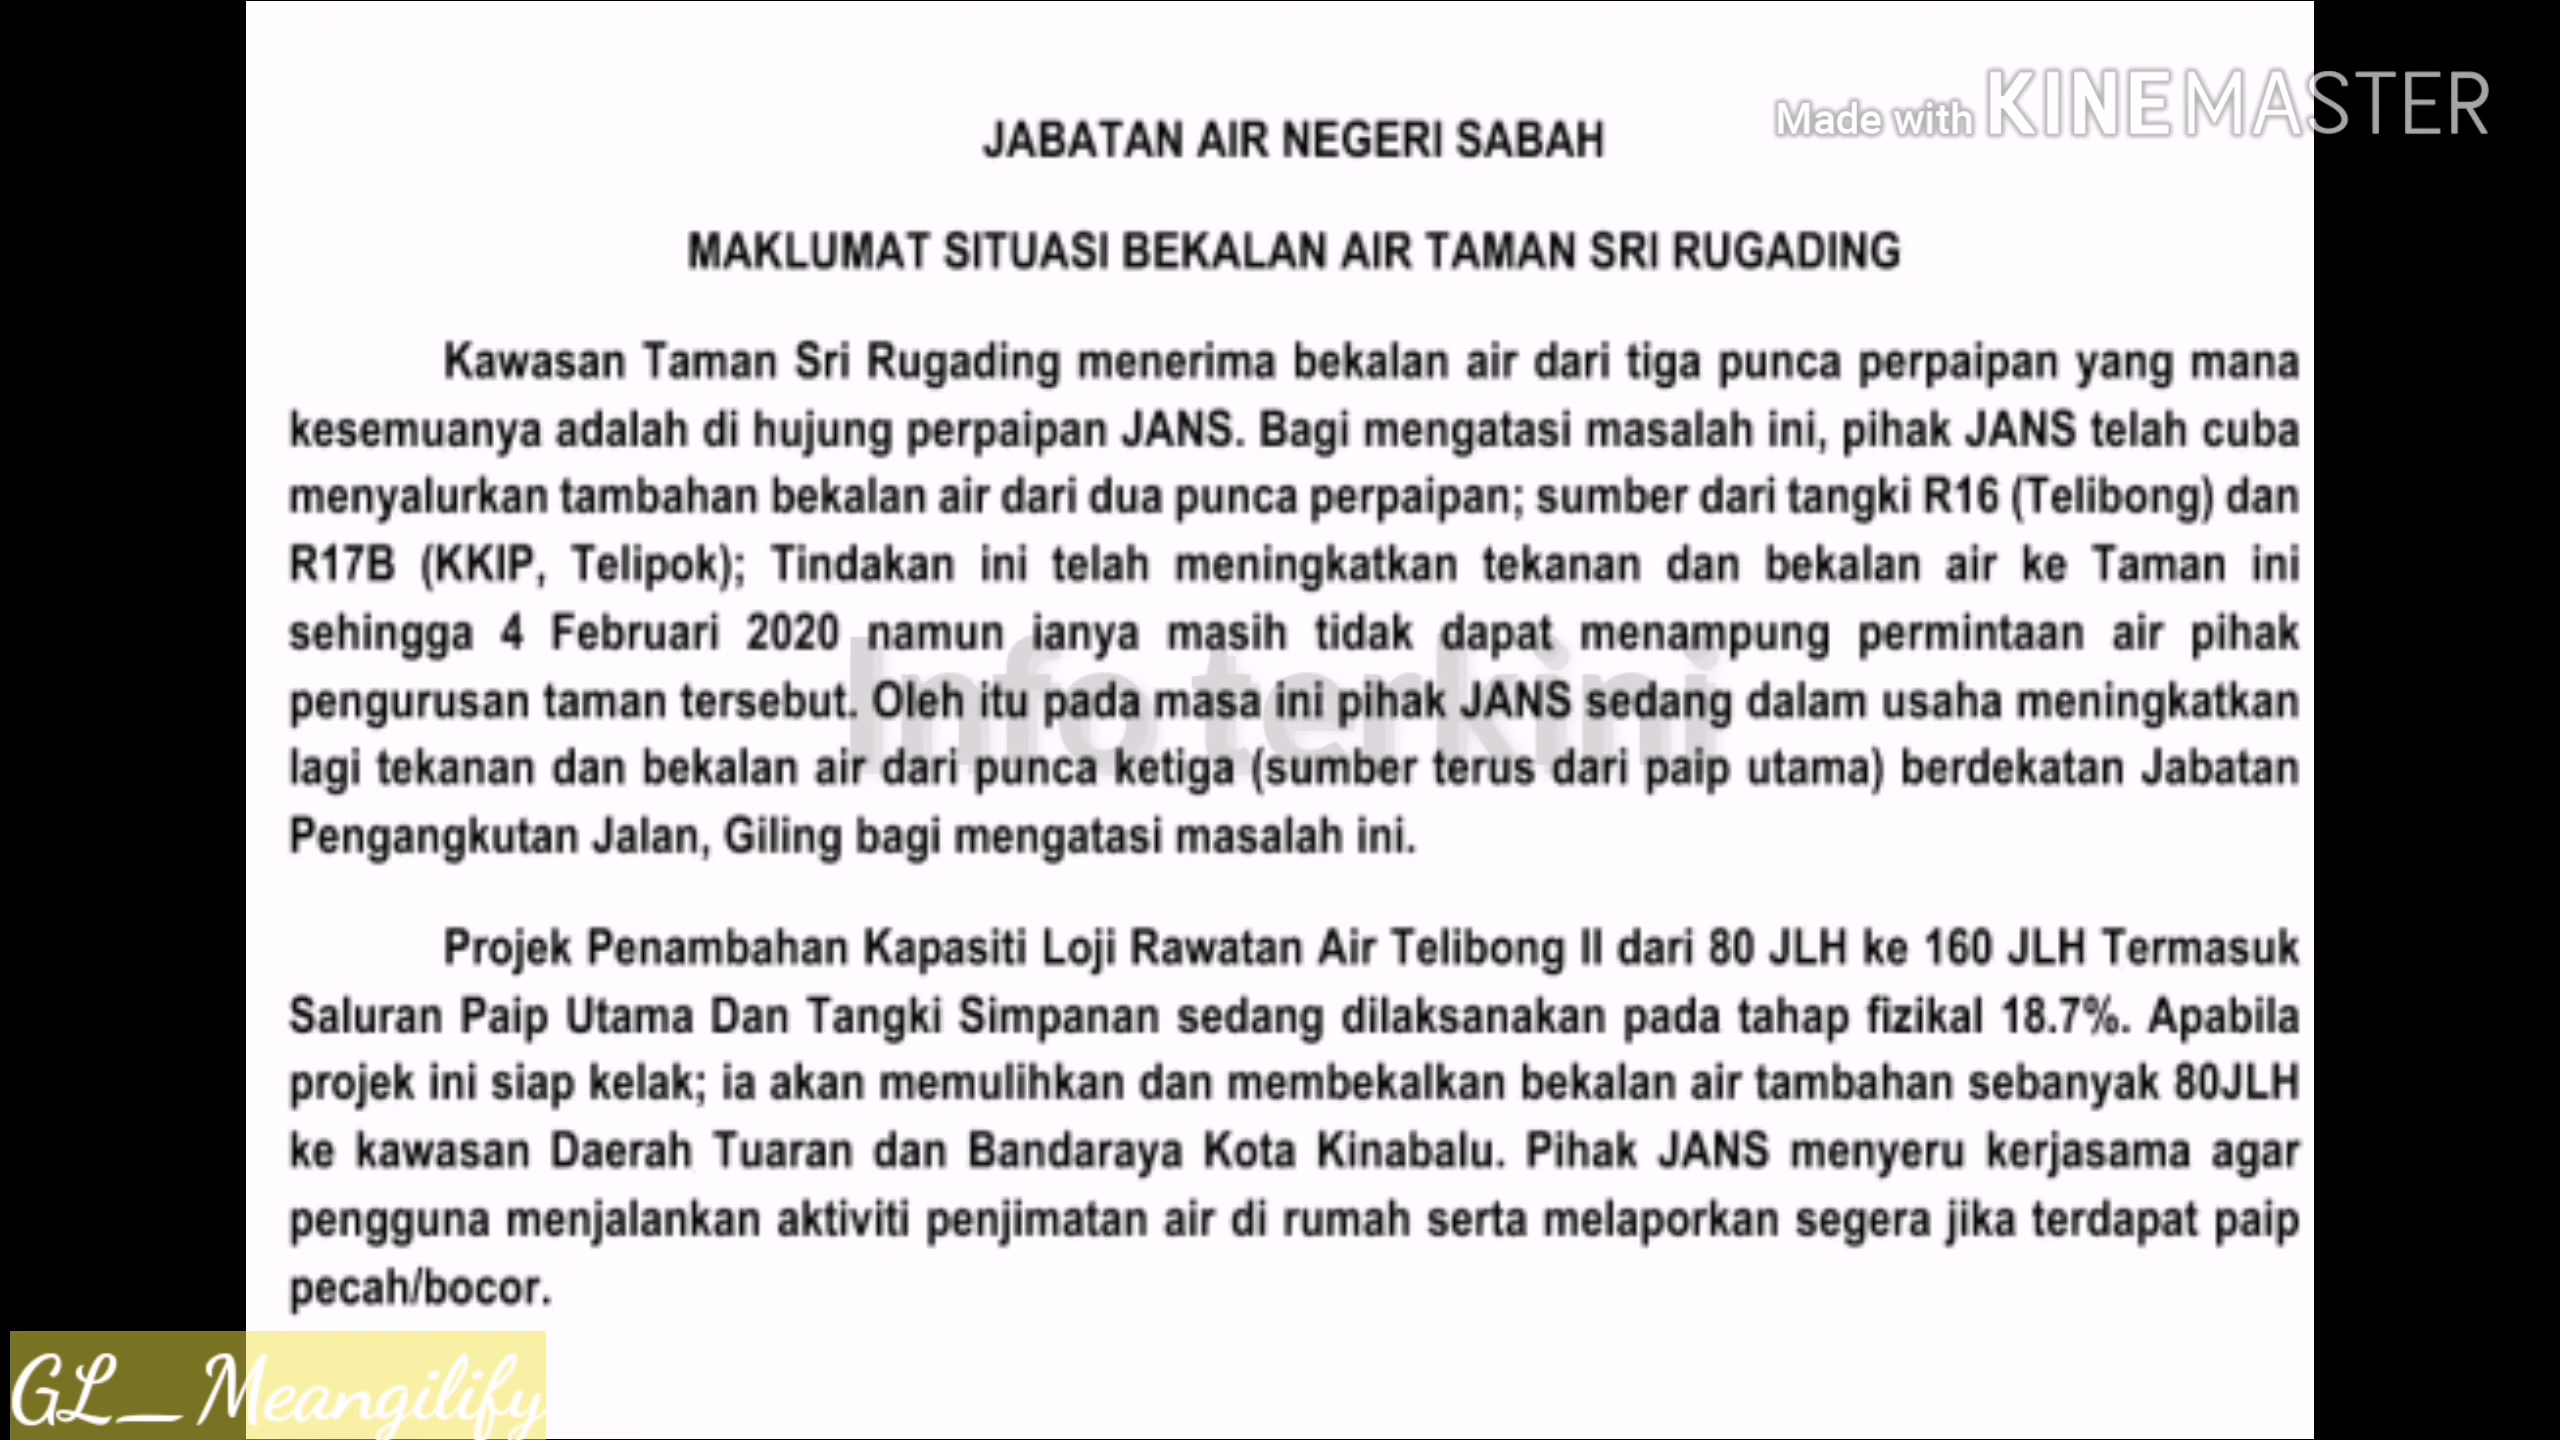 Made with KINEMASTER
JABATAN AIR NEGERI SABAH
MAKLUMAT SITUASI BEKALAN AIR TAMAN SRI RUGADING
Kawasan Taman Sri Rugading menerima bekalan air dari tiga punca perpaipan yang mana
kesemuanya adalah di hujung perpaipan JANS. Bagi mengatasi masalah ini, pihak JANS telah cuba
menyalurkan tambahan bekalan air dari dua punca perpaipan; sumber dari tangki R16 (Telibong) dan
R17B (KKIP, Telipok); Tindakan ini telah meningkatkan tekanan dan bekalan air ke Taman ini
sehingga 4 Februari 2020 namun ianya masih tidak dapat menampung permintaan air pihak
pengurusan taman tersebut. Oleh itu pada masa ini pihak JANS sedang dalam usaha meningkatkan
Info terkini
lagi tekanan dan bekalan air dari punca ketiga (sumber terus dari paip utama) berdekatan Jabatan
Pengangkutan Jalan, Giling bagi mengatasi masalah ini.
Projek Penambahan Kapasiti Loji Rawatan Air Telibong II dari 80 JLH ke 160 JLH Termasuk
Saluran Paip Utama Dan Tangki Simpanan sedang dilaksanakan pada tahap fizikal 18.7%. Apabila
projek ini siap kelak; ia akan memulihkan dan membekalkan bekalan air tambahan sebanyak 80JLH
ke kawasan Daerah Tuaran dan Bandaraya Kota Kinabalu. Pihak JANS menyeru kerjasama agar
pengguna menjalankan aktiviti penjimatan air di rumah serta melaporkan segera jika terdapat paip
pecah/bocor.
GL_Meangilify